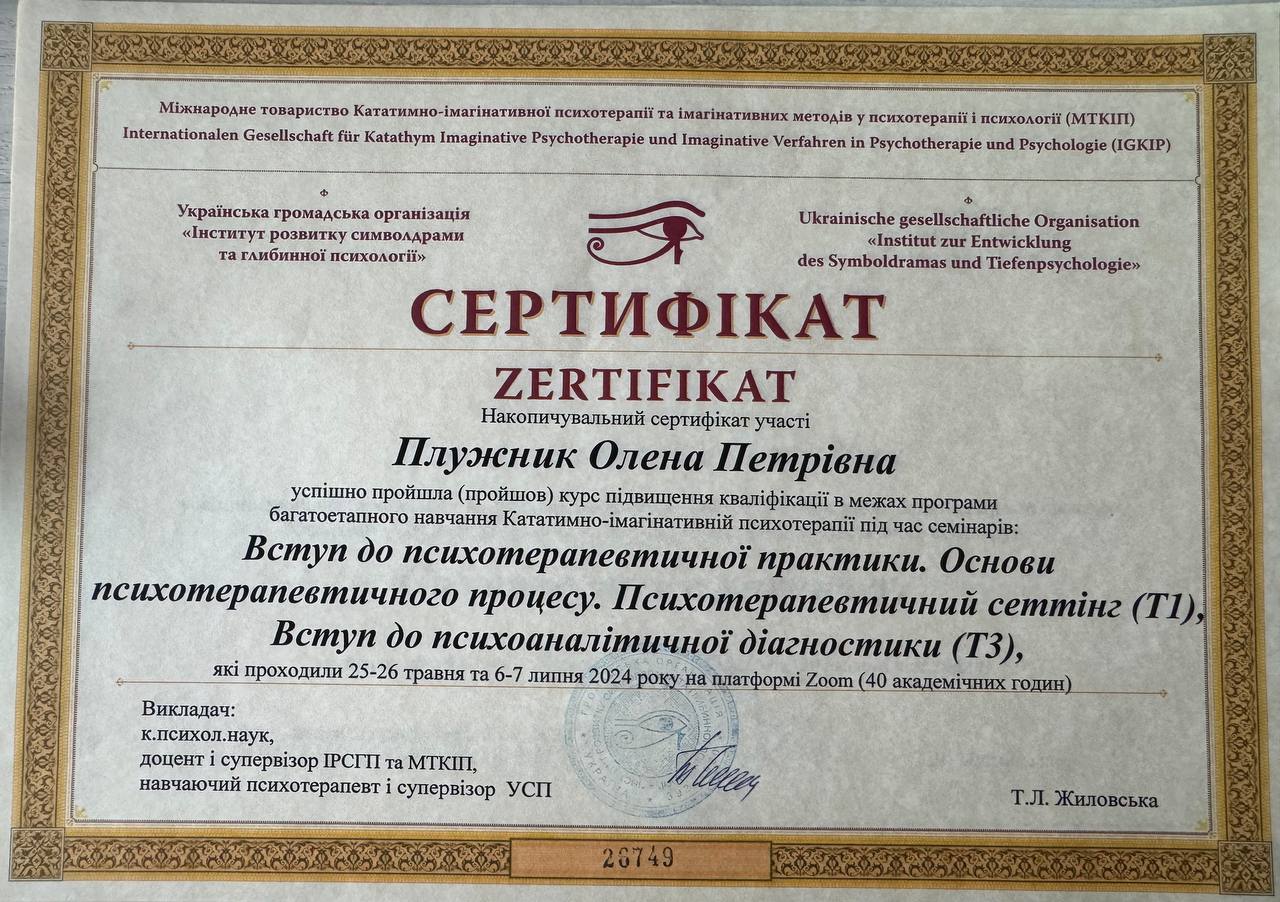 Міжнародне товариство Кататимно-імагінативної психотерапії та імагінативних методів у психотерапії і психології (МТКІП)
Internationalen Gesellschaft für Katathym Imaginative Psychotherapie und Imaginative Verfahren in Psychotherapie und Psychologie (IGKIP)
Українська громадська організація
«Інститут розвитку символдрами
та глибинної психології»
Ukrainische gesellschaftliche Organisation
«Institut zur Entwicklung
des Symboldramas und Tiefenpsychologie»
СЕРТИФІКАТ
ZERTIFIKAT
Накопичувальний сертифікат участі
Плужник Олена Петрівна
успішно пройшла (пройшов) курс підвищення кваліфікації в межах програми
багатоетапного навчання Кататимно-імагінативній психотерапії під час семінарів:
Вступ до психотерапевтичної практики. Основи
психотерапевтичного процесу. Психотерапевтичний сеттінг (Т1),
Вступ до психоаналітичної діагностики (Т3),
які проходили 25-26 травня та 6-7 липня 2024 року на платформі Zoom (40 академічних годин)
Викладач:
к.психол.наук,
доцент і супервізор ІРСГП та МТКІП,
навчаючий психотерапевт і супервізор УСП
Т.Л. Жиловська
26749